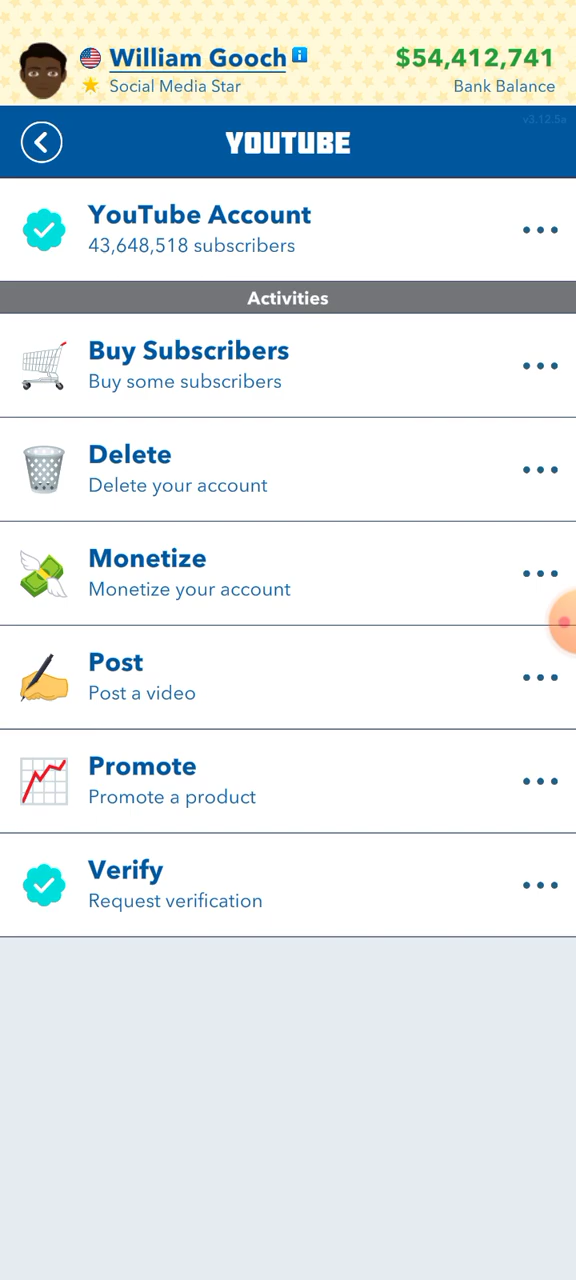 William Gooch
$54,412,741
Social Media Star
Bank Balance
v3.12.5a
YOUTUBE
YouTube Account
43,648,518 subscribers
Activities
Buy Subscribers
Buy some subscribers
Delete
Delete your account
Monetize
Monetize your account
Post
Post a video
Promote
Promote a product
Verify
Request verification